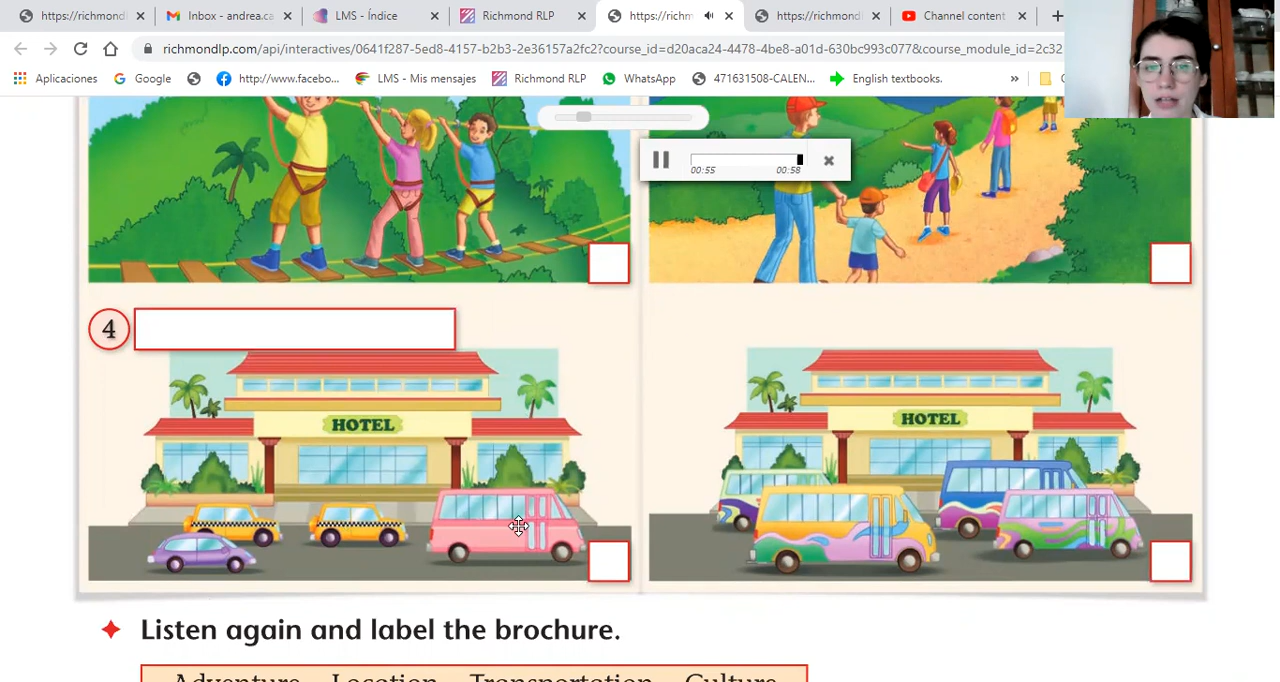 https://richmondi
Inbox - andrea.ca
LMS - Índice
Richmond RLP
https://richm
https://richmondi
Channel content
richmondlp.com/api/interactives/0641f287-5ed8-4157-b2b3-2e36157a2fc2?course_id=d20aca24-4478-4be8-a01d-630bc993c077&course_module_id=2c32
Aplicaciones
Google
http://www.facebo...
LMS - Mis mensajes
Richmond RLP
WhatsApp
471631508-CALEN...
English textbooks.
»
00:55
00:58
4
HOTEL
HOTEL
Listen again and label the brochure.
Adventure Location Transportation Culture